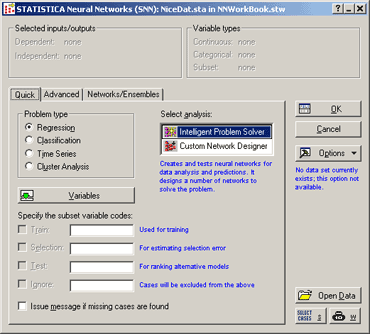 STATISTICA Neural Networks (SNN): NiceDat.sta in NNWorkBook.stw
Selected inputs/outputs
Dependent: none
Independent: none
Variable types
Continuous: none
Categorical: none
Subset: none
Quick
Advanced
Networks/Ensembles
Problem type
Regression
Classification
Time Series
Cluster Analysis
Select analysis:
Intelligent Problem Solver
Custom Network Designer
Creates and tests neural networks for
data analysis and predictions. It
designs a number of networks to
solve the problem.
Variables
Specify the subset variable codes:
Train: Used for training
Selection: For estimating selection error
Test: For ranking alternative models
Ignore: Cases will be excluded from the above
Issue message if missing cases are found
OK
Cancel
Options
No data set currently
exists; this option not
available.
Open Data
SELECT
CASES
S
W